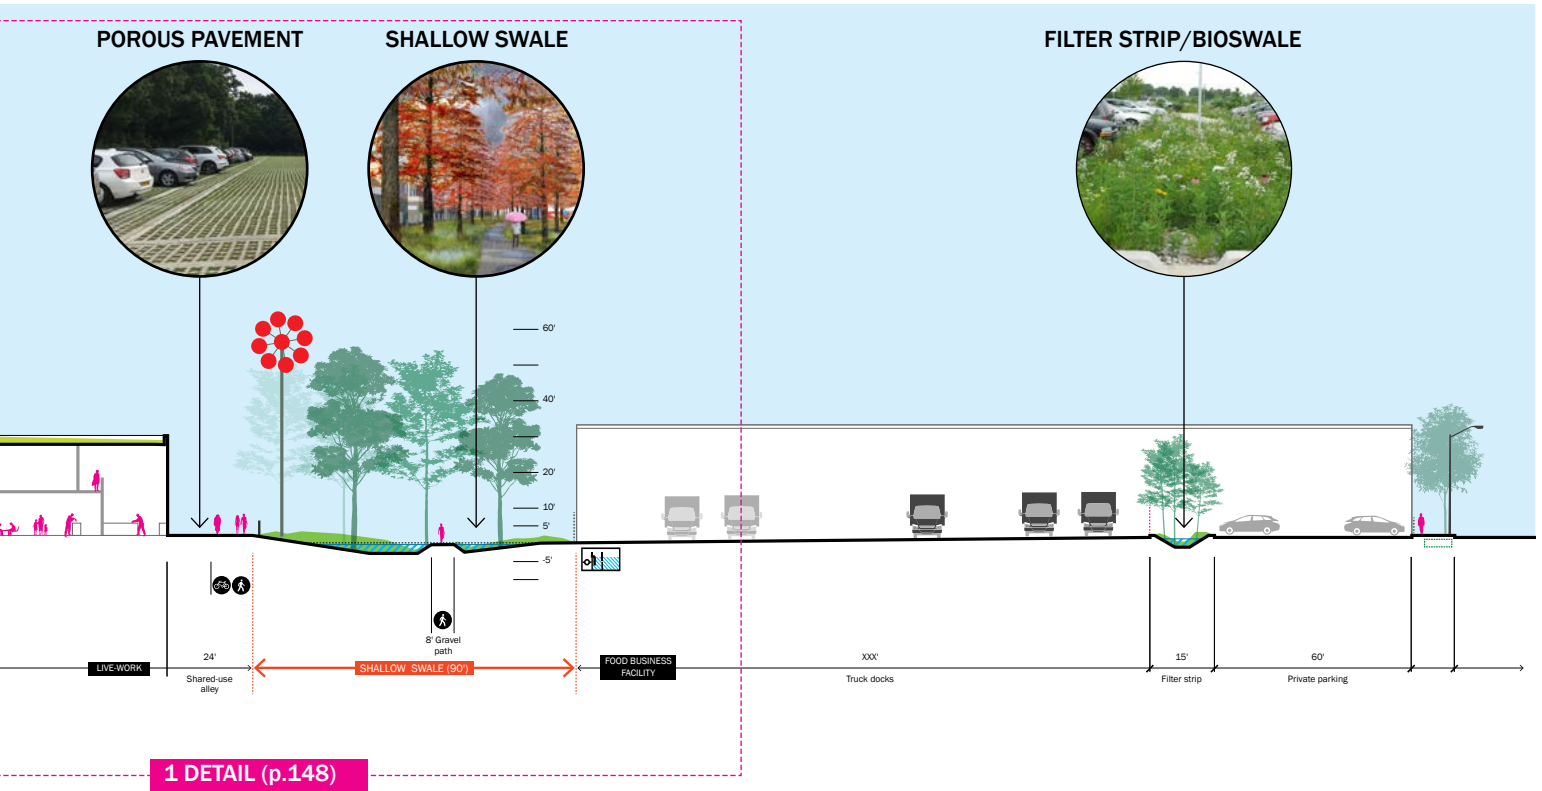 POROUS PAVEMENT
SHALLOW SWALE
FILTER STRIP/BIOSWALE
60'
40'
20'
10'
5'
-5'
8' Gravel
path
LIVE-WORK
24'
Shared-use
alley
SHALLOW SWALE (90')
FOOD BUSINESS
FACILITY
XXX'
Truck docks
15'
Filter strip
60'
Private parking
1 DETAIL (p.148)